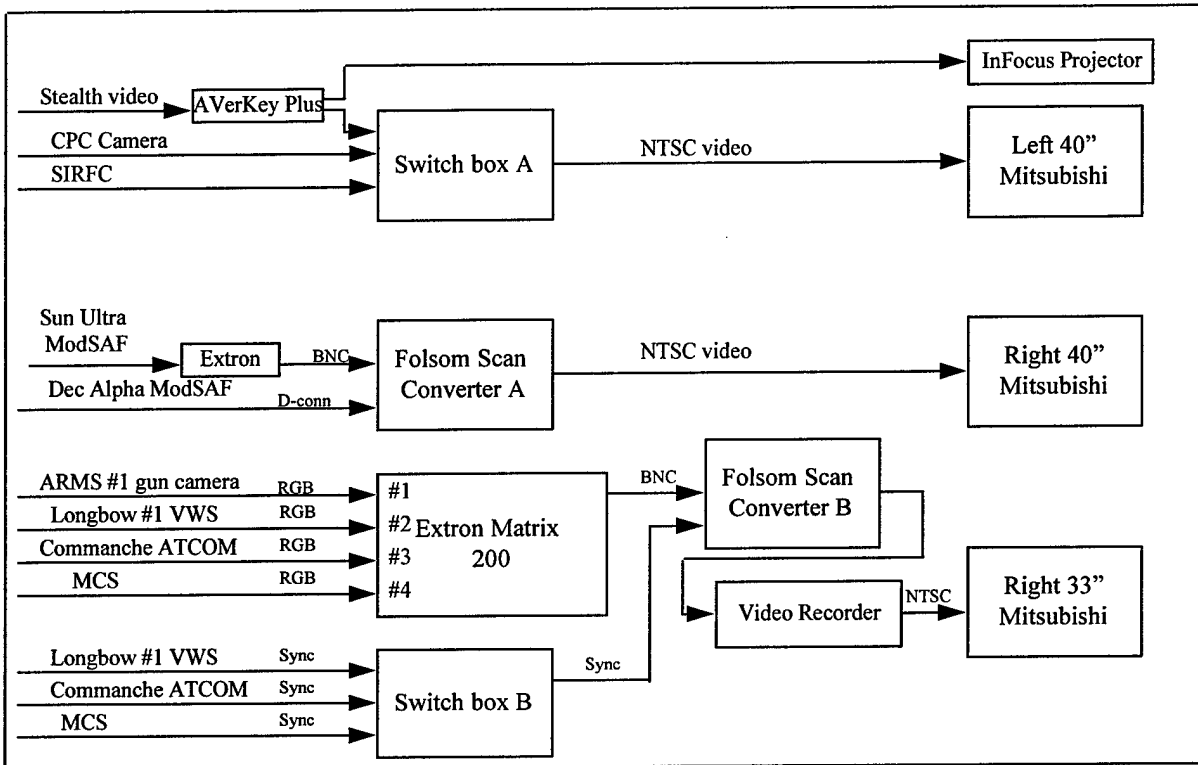 InFocus Projector
Stealth video
AVerKey Plus
CPC Camera
SIRFC
Switch box A
NTSC video
Left 40”
Mitsubishi
Sun Ultra
ModSAF
Extron
BNC
Dec Alpha ModSAF
D-conn
Folsom Scan
Converter A
NTSC video
Right 40”
Mitsubishi
ARMS #1 gun camera
RGB
Longbow #1 VWS
RGB
Commanche ATCOM
RGB
MCS
RGB
#1
#2
#3
#4
Extron Matrix
200
BNC
Folsom Scan
Converter B
Video Recorder
NTSC
Right 33”
Mitsubishi
Longbow #1 VWS
Sync
Commanche ATCOM
Sync
MCS
Sync
Switch box B
Sync